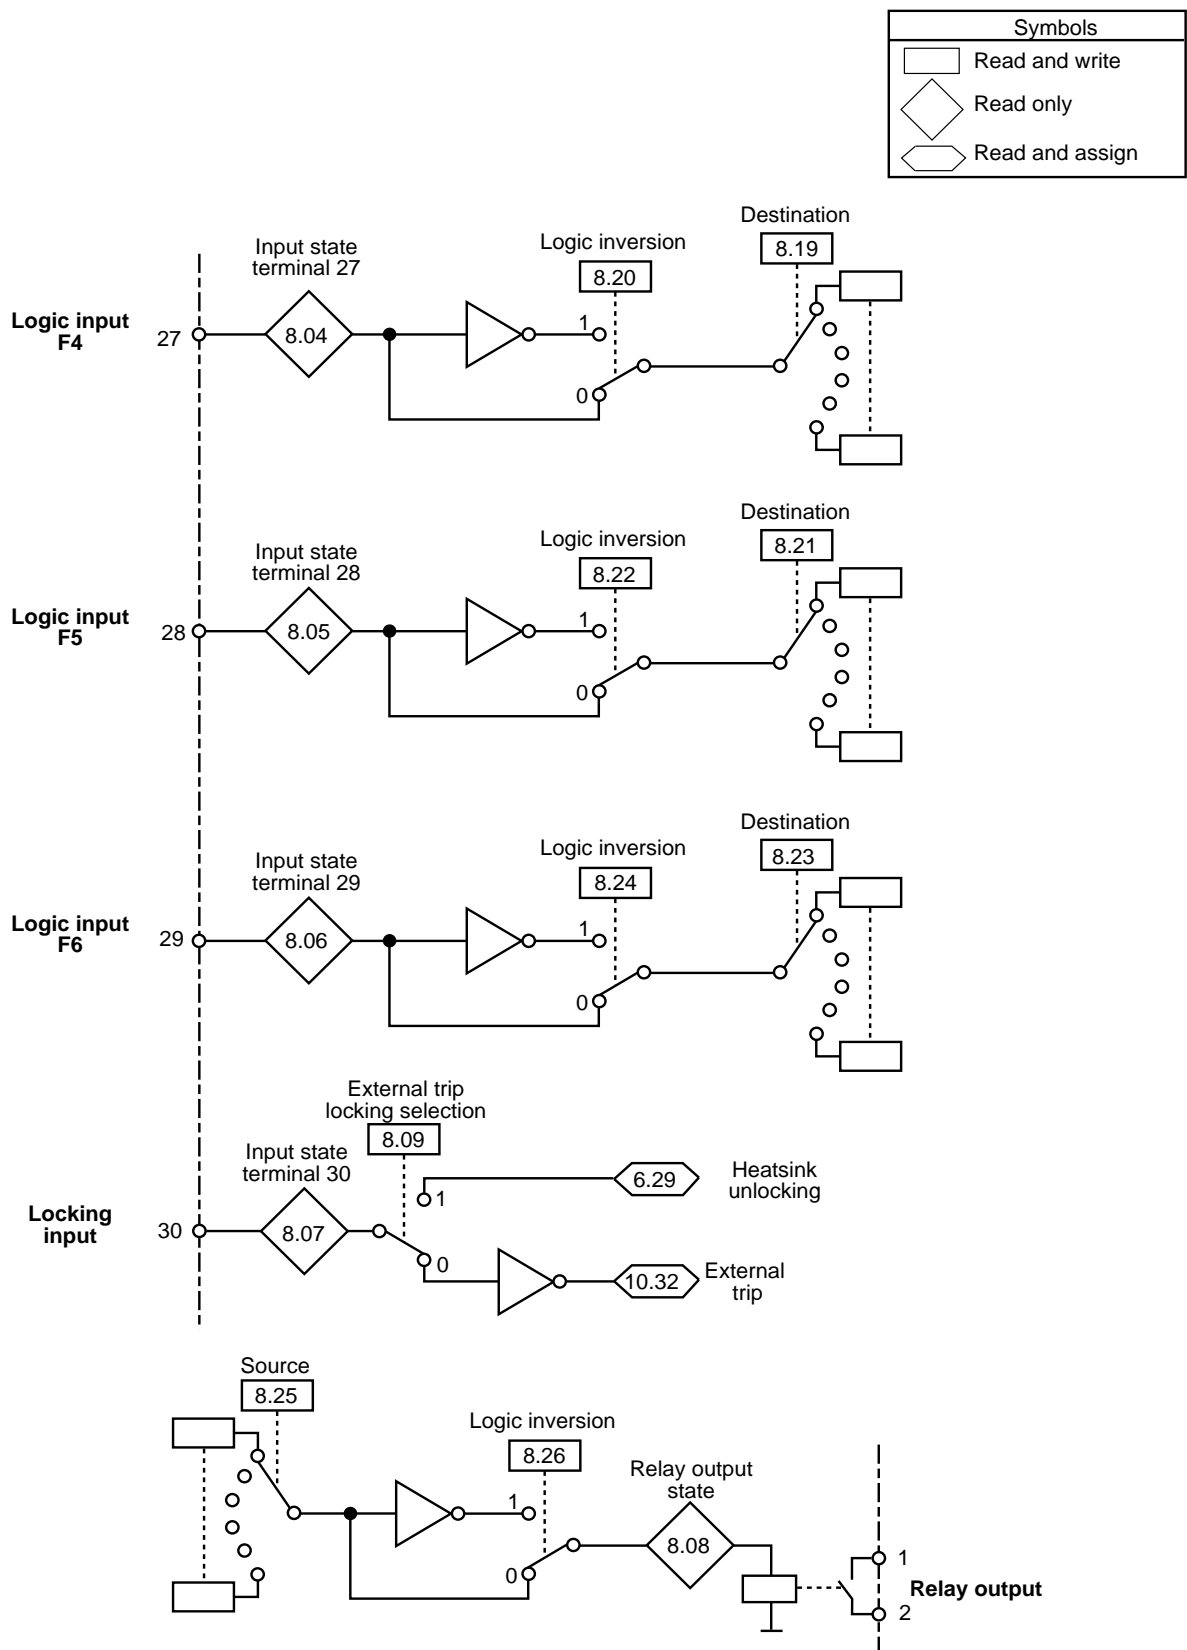 Symbols
Read and write
Read only
Read and assign
Destination
8.19
Logic inversion
8.20
Input state
terminal 27
Logic input
F4
27
8.04
1
0
Destination
8.21
Logic inversion
8.22
Input state
terminal 28
Logic input
F5
28
8.05
1
0
Destination
8.23
Logic inversion
8.24
Input state
terminal 29
Logic input
F6
29
8.06
1
0
External trip
locking selection
8.09
Input state
terminal 30
Locking
input
30
8.07
1
0
6.29
Heatsink
unlocking
10.32
External
trip
Source
8.25
Logic inversion
8.26
1
0
Relay output
state
8.08
1
Relay output
2